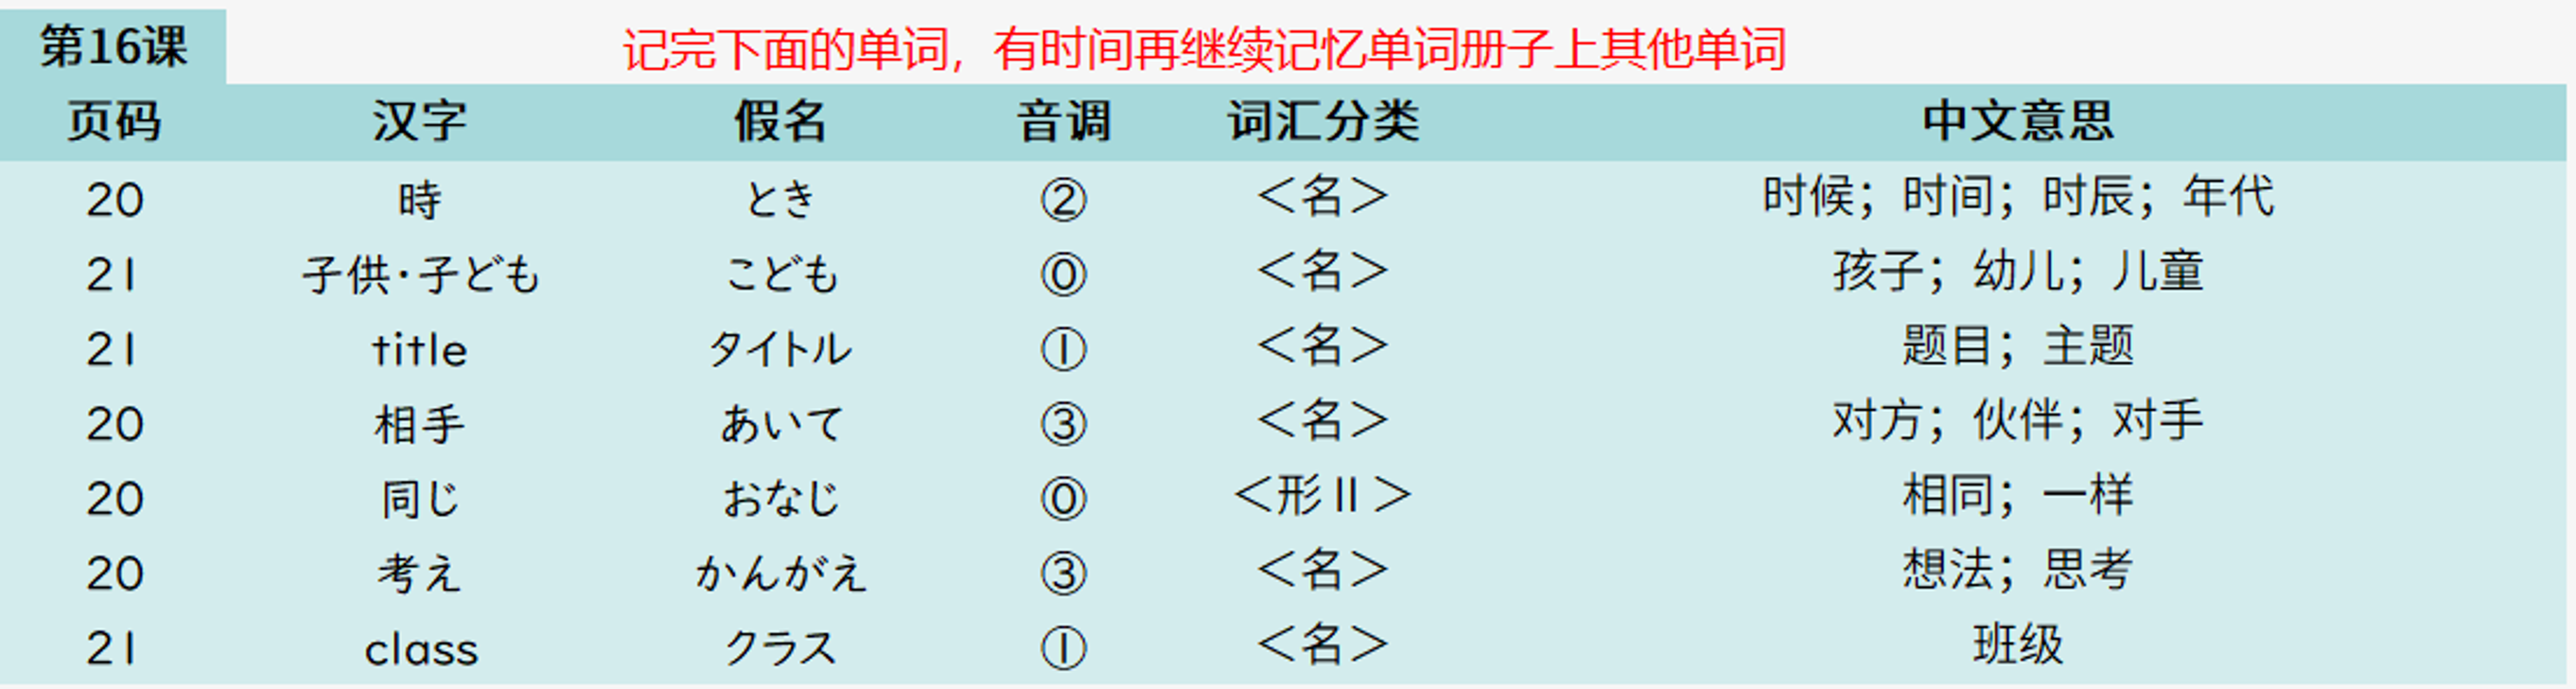 第16课 记完下面的单词，有时间再继续记忆单词册子上其他单词
页码 汉字 假名 音调 词汇分类 中文意思
20 時 とき ② ＜名＞ 时候；时间；时辰；年代
21 子供·子ども こども ⓪ ＜名＞ 孩子；幼儿；儿童
21 title タイトル ① ＜名＞ 题目；主题
20 相手 あいて ③ ＜名＞ 对方；伙伴；对手
20 同じ おなじ ⓪ ＜形Ⅱ＞ 相同；一样
20 考え かんがえ ③ ＜名＞ 想法；思考
21 class クラス ① ＜名＞ 班级